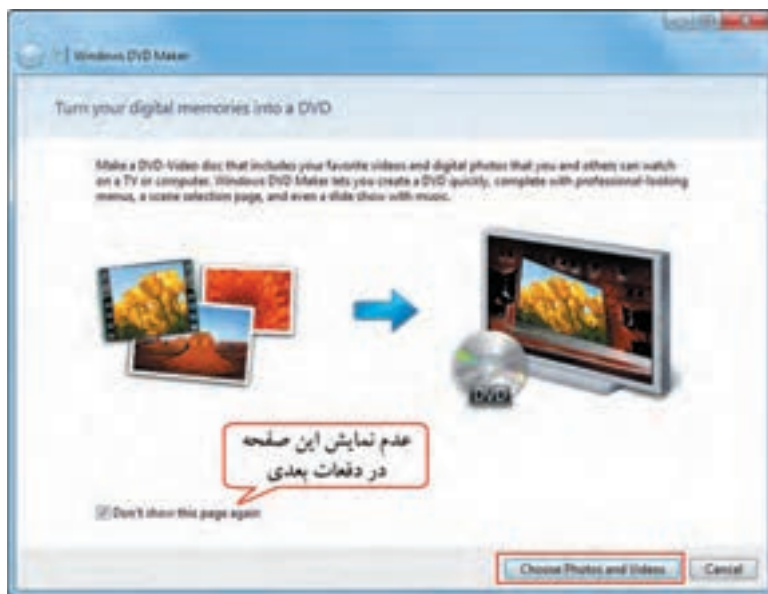 Windows DVD Maker
Turn your digital memories into a DVD
Make a DVD-Video disc that includes your favorite videos and digital photos that you and others can watch
on a TV or computer. Windows DVD Maker lets you create a DVD quickly, complete with professional-looking
menus, a scene selection page, and even a slide show with music.
DVD
عدم نمایش این صفحه
در دفعات بعدی
Don't show this page again
Choose Photos and Videos
Cancel